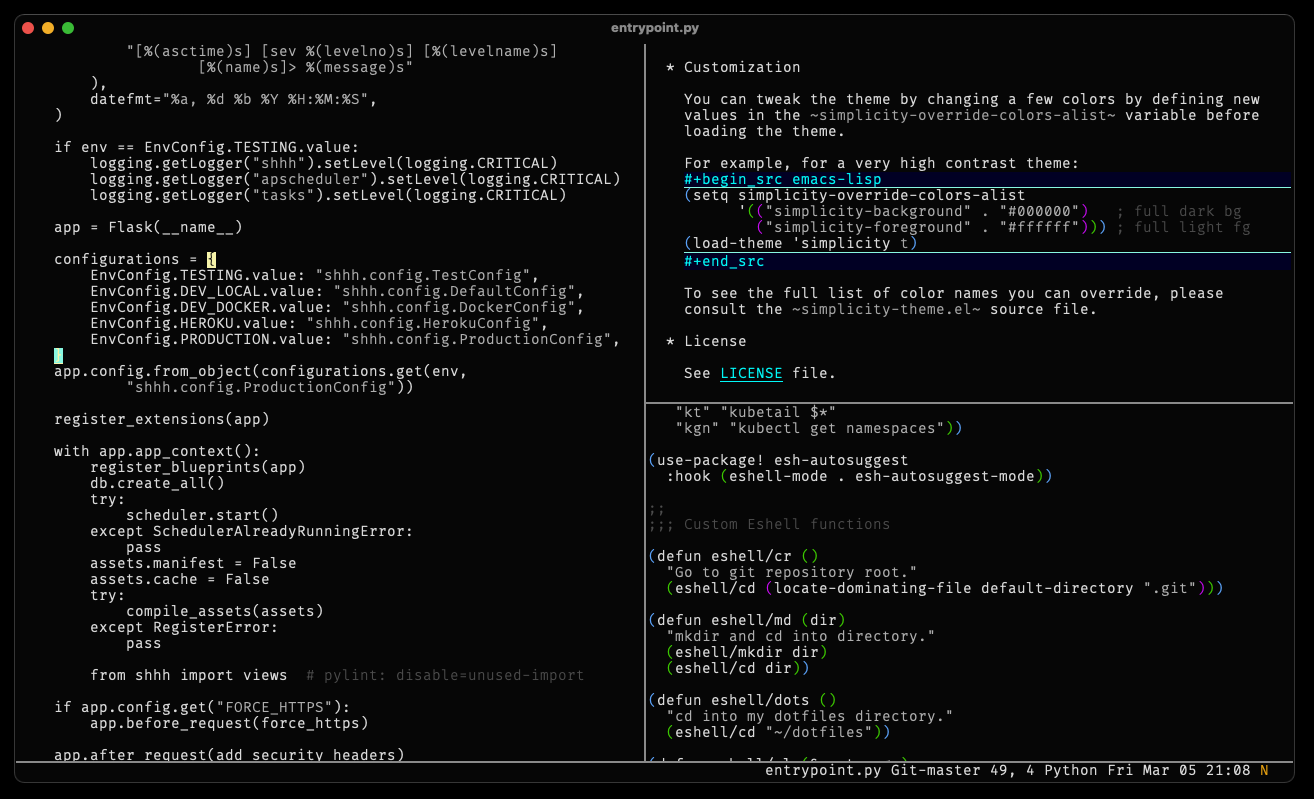 entrypoint.py
"[%(asctime)s] [sev %(levelno)s] [%(levelname)s]
[%(name)s]> %(message)s"
),
datefmt="%a, %d %b %Y %H:%M:%S",
)
if env == EnvConfig.TESTING.value:
logging.getLogger("shhh").setLevel(logging.CRITICAL)
logging.getLogger("apscheduler").setLevel(logging.CRITICAL)
logging.getLogger("tasks").setLevel(logging.CRITICAL)
app = Flask(__name__)
configurations = {
EnvConfig.TESTING.value: "shhh.config.TestConfig",
EnvConfig.DEV_LOCAL.value: "shhh.config.DefaultConfig",
EnvConfig.DEV_DOCKER.value: "shhh.config.DockerConfig",
EnvConfig.HEROKU.value: "shhh.config.HerokuConfig",
EnvConfig.PRODUCTION.value: "shhh.config.ProductionConfig",
}
app.config.from_object(configurations.get(env,
"shhh.config.ProductionConfig"))
register_extensions(app)
with app.app_context():
register_blueprints(app)
db.create_all()
try:
scheduler.start()
except SchedulerAlreadyRunningError:
pass
assets.manifest = False
assets.cache = False
try:
compile_assets(assets)
except RegisterError:
pass
from shhh import views # pylint: disable=unused-import
if app.config.get("FORCE_HTTPS"):
app.before_request(force_https)
app.after_request(add_security_headers)
* Customization
You can tweak the theme by changing a few colors by defining new
values in the ~simplicity-override-colors-alist~ variable before
loading the theme.
For example, for a very high contrast theme:
#+begin_src emacs-lisp
(setq simplicity-override-colors-alist
'(("simplicity-background" . "#000000") ; full dark bg
("simplicity-foreground" . "#ffffff"))) ; full light fg
(load-theme 'simplicity t)
#+end_src
To see the full list of color names you can override, please
consult the ~simplicity-theme.el~ source file.
* License
See LICENSE file.
"kt" "kubetail $*"
"kgn" "kubectl get namespaces"))
(use-package! esh-autosuggest
:hook (eshell-mode . esh-autosuggest-mode))
;;
;;; Custom Eshell functions
(defun eshell/cr ()
"Go to git repository root."
(eshell/cd (locate-dominating-file default-directory ".git")))
(defun eshell/md (dir)
"mkdir and cd into directory."
(eshell/mkdir dir)
(eshell/cd dir))
(defun eshell/dots ()
"cd into my dotfiles directory."
(eshell/cd "~/dotfiles"))
entrypoint.py Git-master 49, 4 Python Fri Mar 05 21:08 N